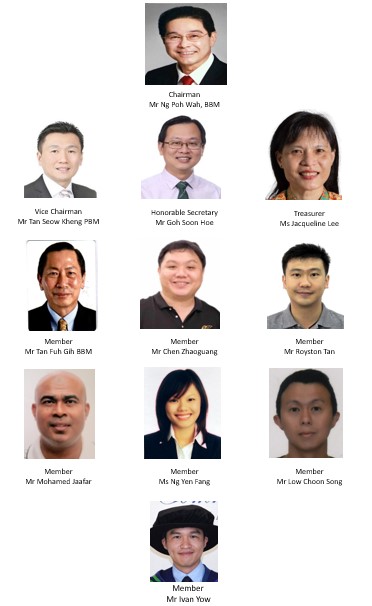 Chairman
Mr Ng Poh Wah, BBM
Vice Chairman
Mr Tan Seow Kheng PBM
Honorable Secretary
Mr Goh Soon Hoe
Treasurer
Ms Jacqueline Lee
Member
Mr Tan Fuh Gih BBM
Member
Mr Chen Zhaoguang
Member
Mr Royston Tan
Member
Mr Mohamed Jaafar
Member
Ms Ng Yen Fang
Member
Mr Low Choon Song
Member
Mr Ivan Yow